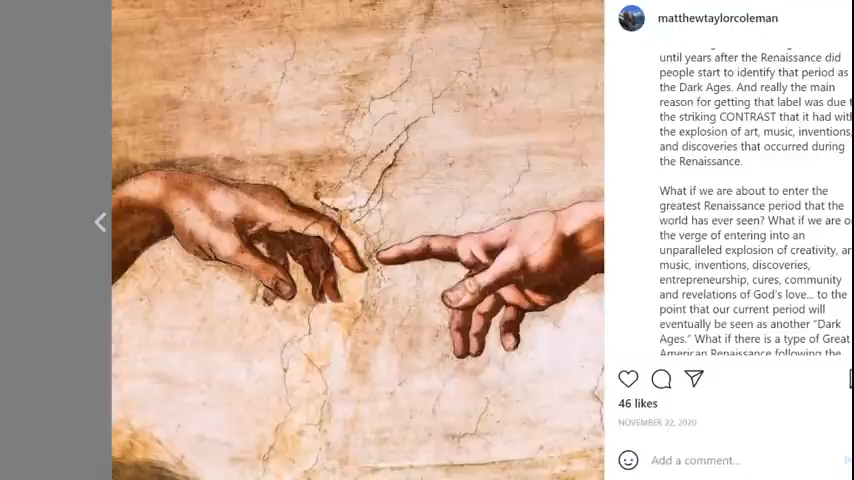 matthewtaylorcoleman
until years after the Renaissance did
people start to identify that period as
the Dark Ages. And really the main
reason for getting that label was due
the striking CONTRAST that it had
the explosion of art, music, inventions,
and discoveries that occurred during
the Renaissance.
What if we are about to enter the
greatest Renaissance period that the
world has ever seen? What if we are
the verge of entering into an
unparalleled explosion of creativity,
music, inventions, discoveries,
entrepreneurship, cures, community
and revelations of God's love... to the
point that our current period will
eventually be seen as another "Dark
Ages." What if there is a type of Great
American Renaissance following the
46 likes
NOVEMBER 22, 2020
Add a comment...